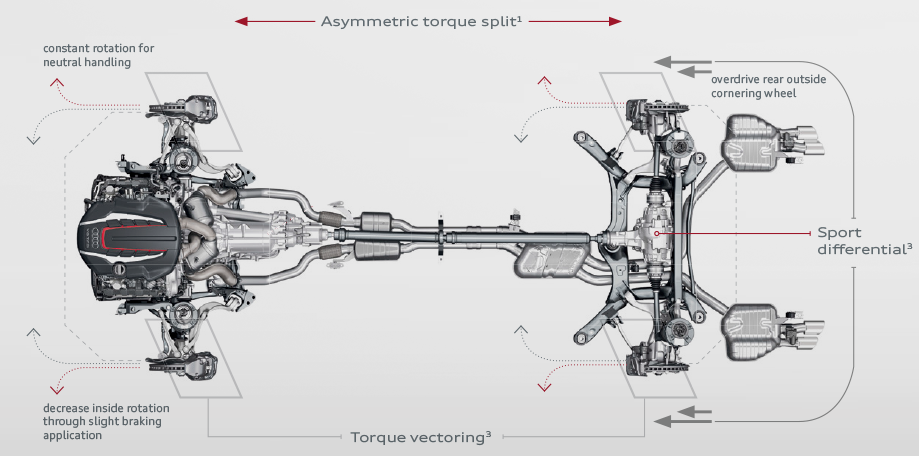 Asymmetric torque split¹
constant rotation for
neutral handling
overdrive rear outside
cornering wheel
Sport
differential³
decrease inside rotation
through slight braking
application
Torque vectoring³